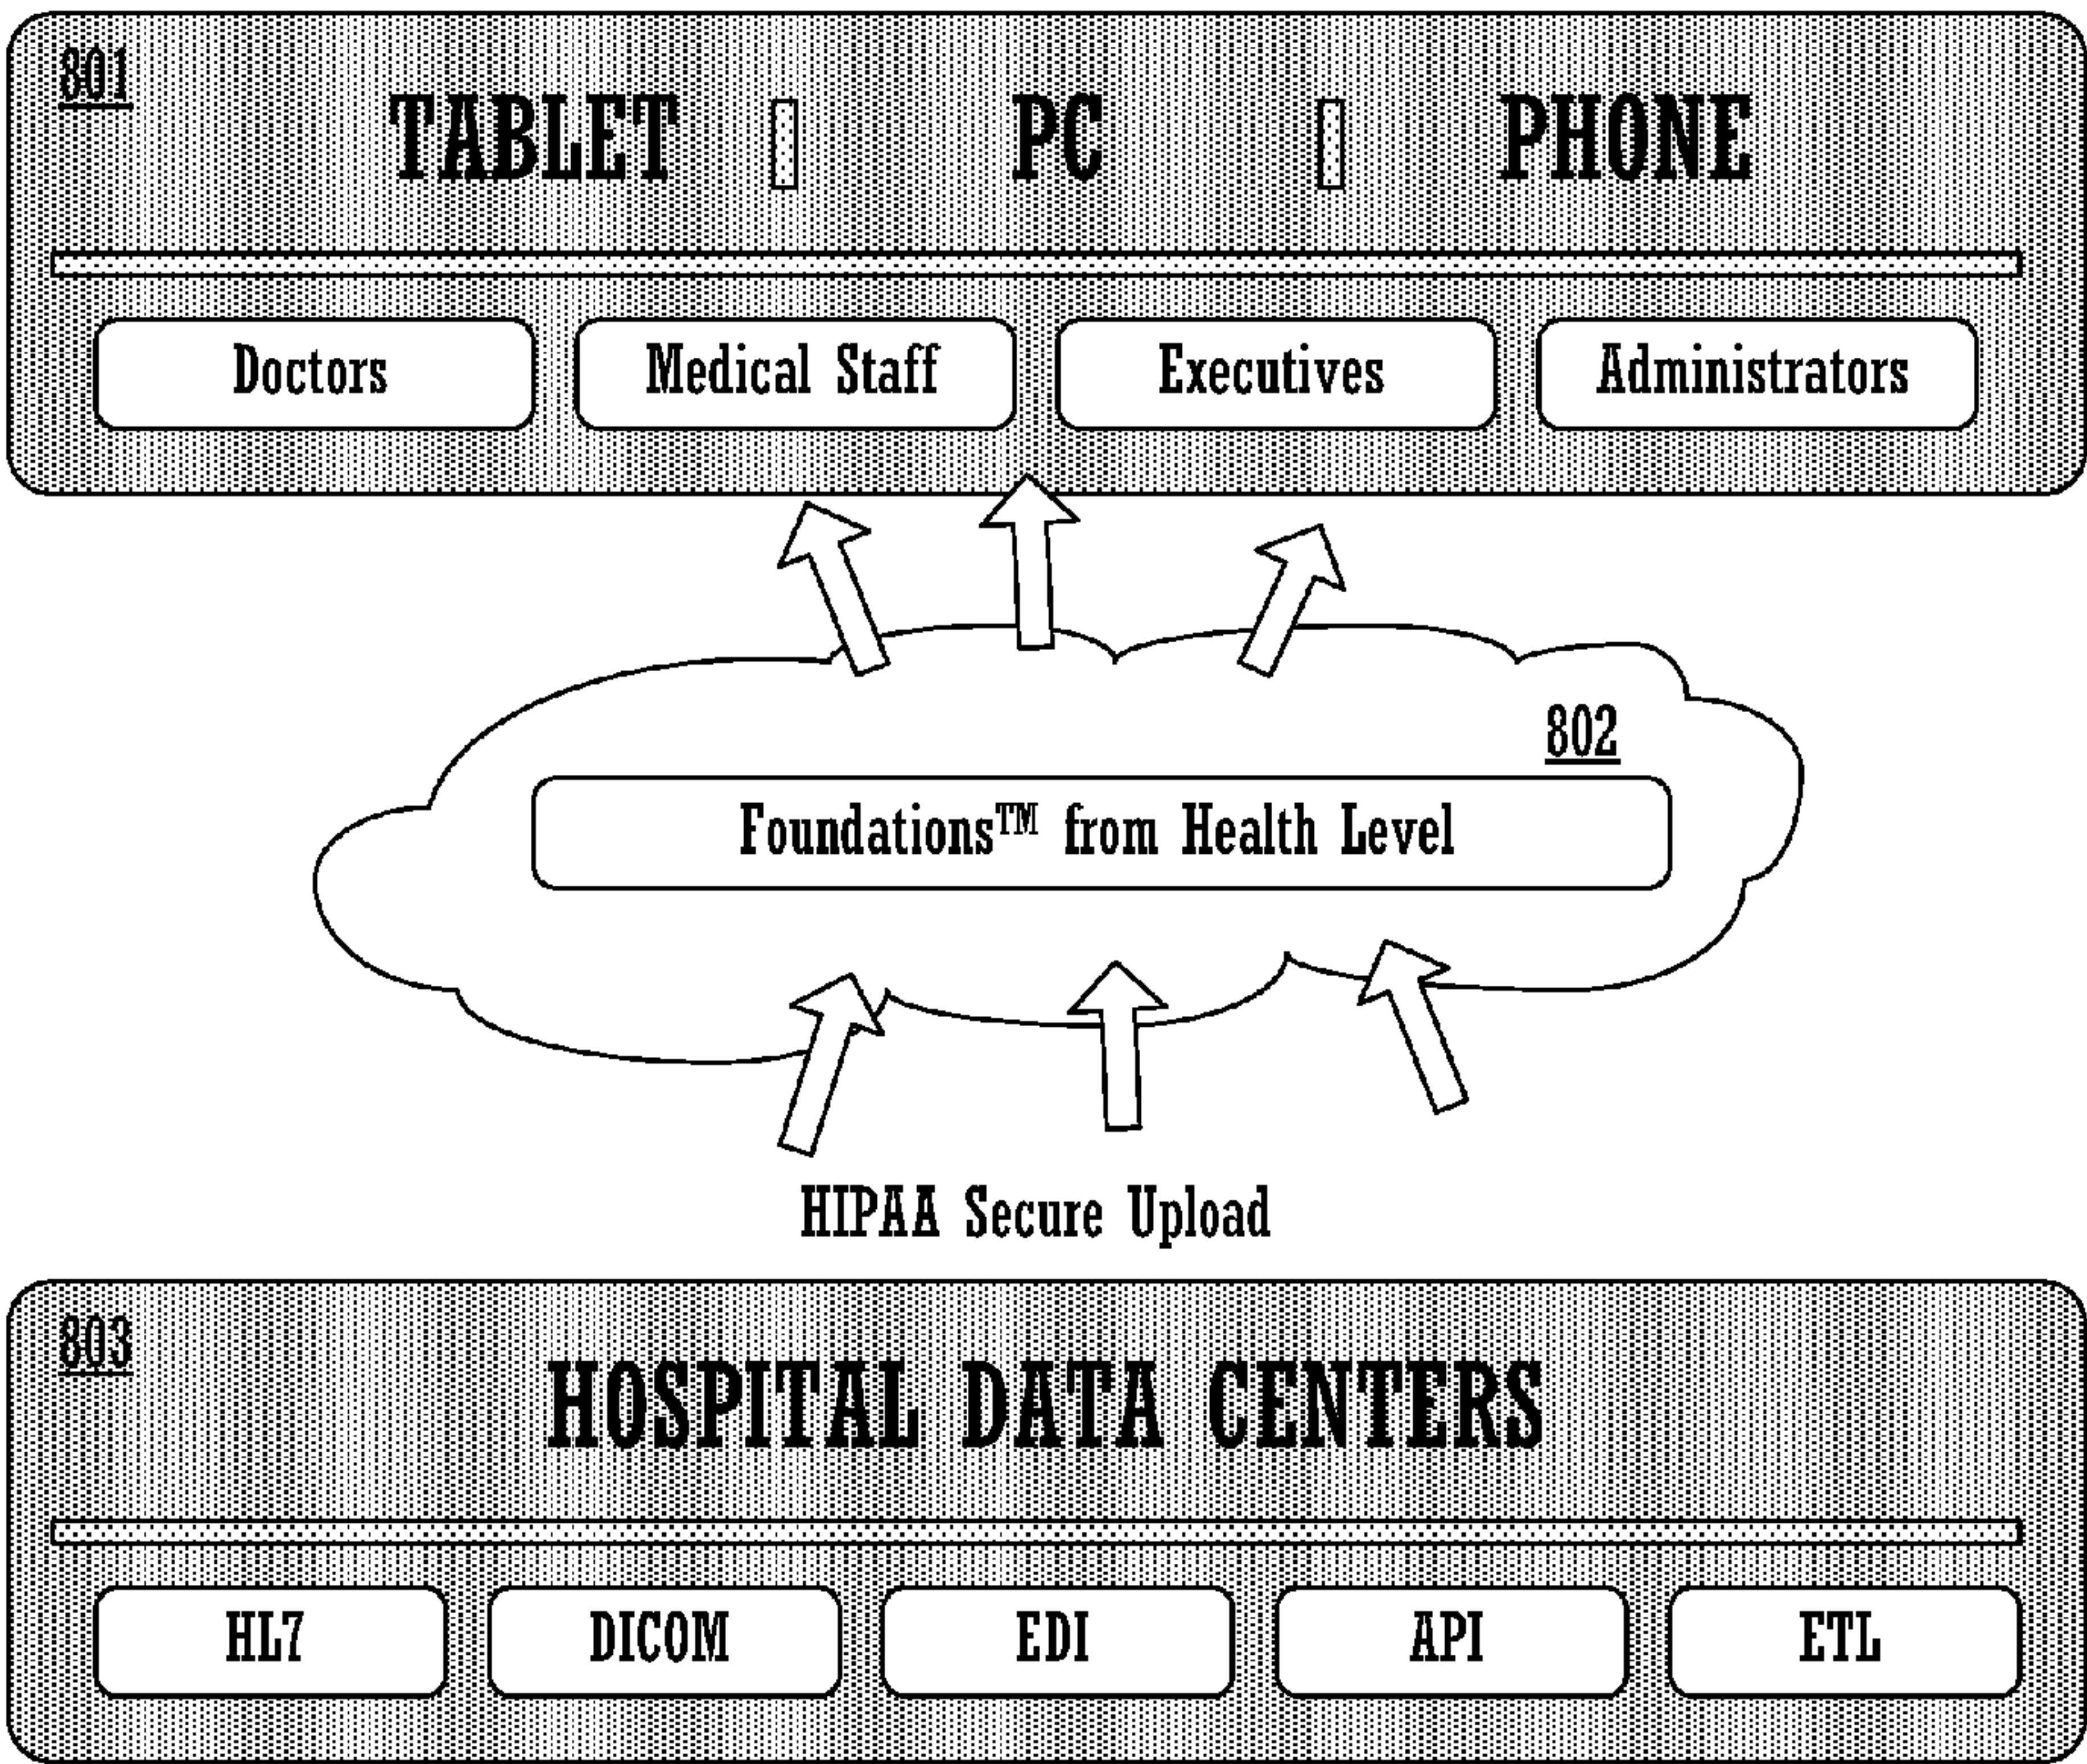 801
TABLET PC PHONE
Doctors Medical Staff Executives Administrators
802
Foundations™ from Health Level
HIPAA Secure Upload
803
HOSPITAL DATA CENTERS
HL7 DICOM EDI API ETL